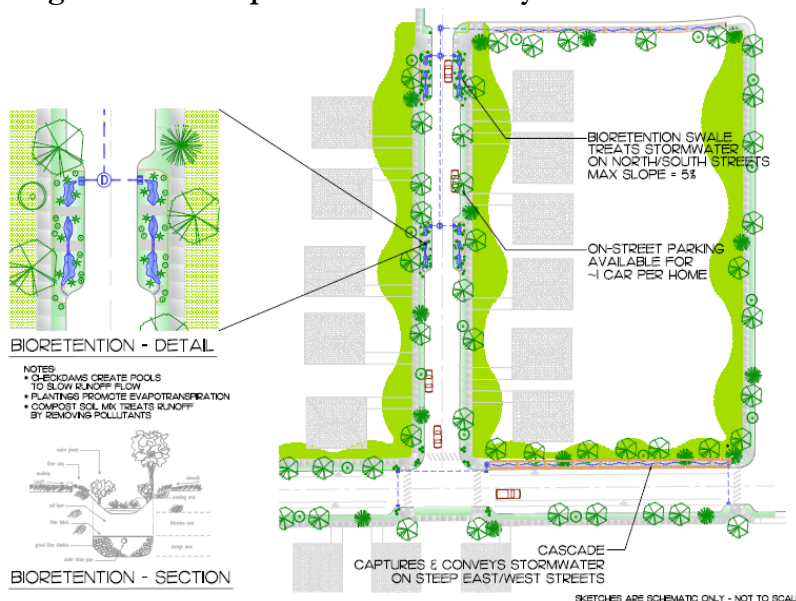 BIORETENTION SWALE
TREATS STORMWATER
ON NORTH/SOUTH STREETS
MAX SLOPE = 5%
ON-STREET PARKING
AVAILABLE FOR
~1 CAR PER HOME
D
BIORETENTION - DETAIL
NOTES:
• CHECKDAMS CREATE POOLS
TO SLOW RUNOFF FLOW
• PLANTINGS PROMOTE EVAPOTRANSPIRATION
• COMPOST SOIL MIX TREATS RUNOFF
BY REMOVING POLLUTANTS
BIORETENTION - SECTION
CASCADE
CAPTURES & CONVEYS STORMWATER
ON STEEP EAST/WEST STREETS
SKETCHES ARE SCHEMATIC ONLY - NOT TO SCAL